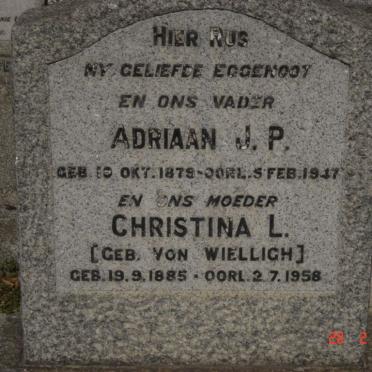 HIER RUS
MY GELIEFDE EGGENOOT
EN ONS VADER
ADRIAAN J. P.
GEB. 10 OKT. 1879 - OORL. 5 FEB. 1947
EN ONS MOEDER
CHRISTINA L.
[GEB. VON WIELLIGH]
GEB. 19.9.1885 - OORL. 2.7.1958